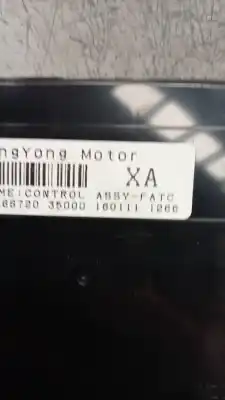 ngYong Motor
XA
ME:CONTROL ASSY-FATC
68720 35000 160111 1266